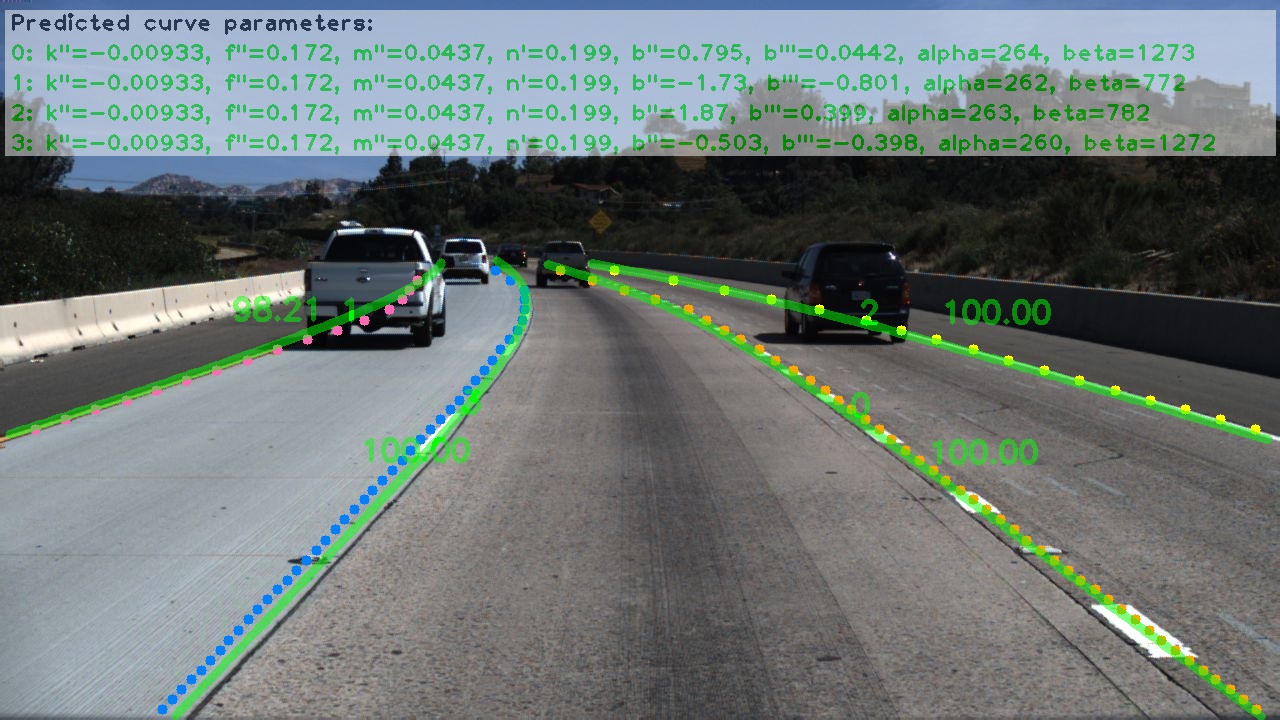 Predicted curve parameters:
0: k''=-0.00933, f''=0.172, m''=0.0437, n'=0.199, b''=0.795, b'''=0.0442, alpha=264, beta=1273
1: k''=-0.00933, f''=0.172, m''=0.0437, n'=0.199, b''=-1.73, b'''=-0.801, alpha=262, beta=772
2: k''=-0.00933, f''=0.172, m''=0.0437, n'=0.199, b''=1.87, b'''=0.399, alpha=263, beta=782
3: k''=-0.00933, f''=0.172, m''=0.0437, n'=0.199, b''=-0.503, b'''=-0.398, alpha=260, beta=1272
98.21 1 2 100.00
0
100.00 100.00